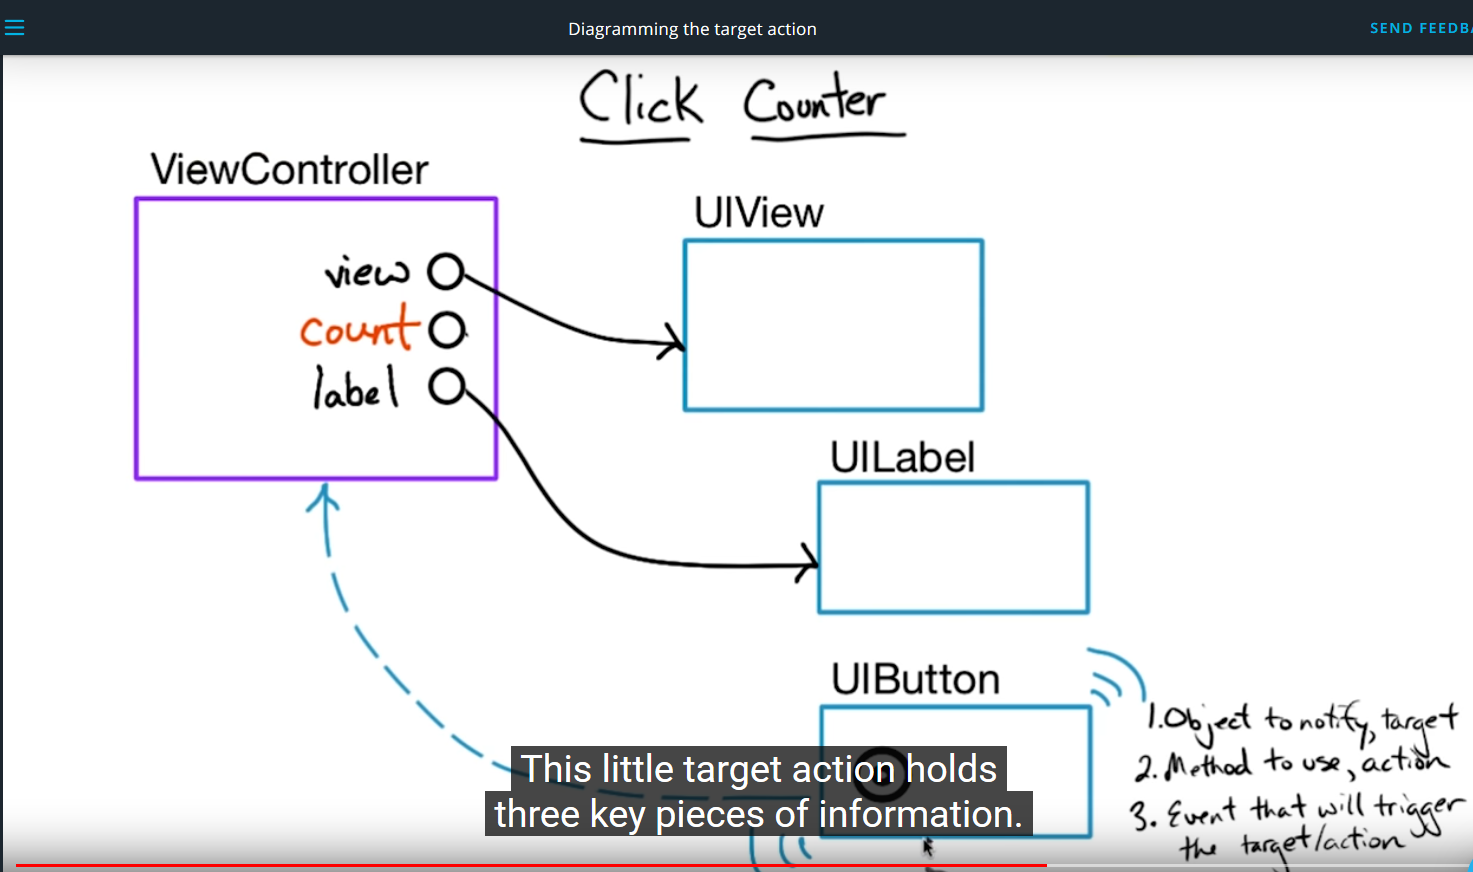 Diagramming the target action
SEND FEEDBA
Click Counter
ViewController
UIView
view
count
label
UILabel
UIButton
1. Object to notify, target
2. Method to use, action
3. Event that will trigger
the target/action
This little target action holds
three key pieces of information.